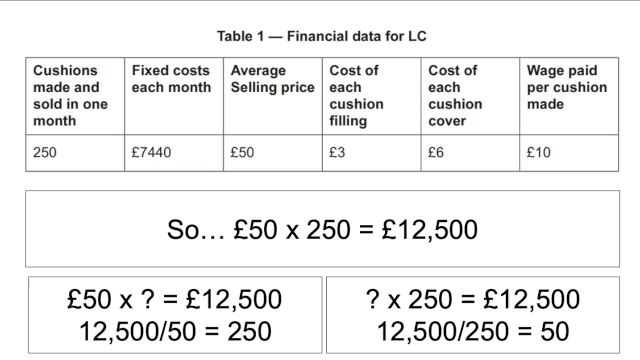 Table 1 — Financial data for LC
Cushions made and sold in one month
Fixed costs each month
Average Selling price
Cost of each cushion filling
Cost of each cushion cover
Wage paid per cushion made
250 £7440 £50 £3 £6 £10
So… £50 x 250 = £12,500
£50 x ? = £12,500
12,500/50 = 250
? x 250 = £12,500
12,500/250 = 50